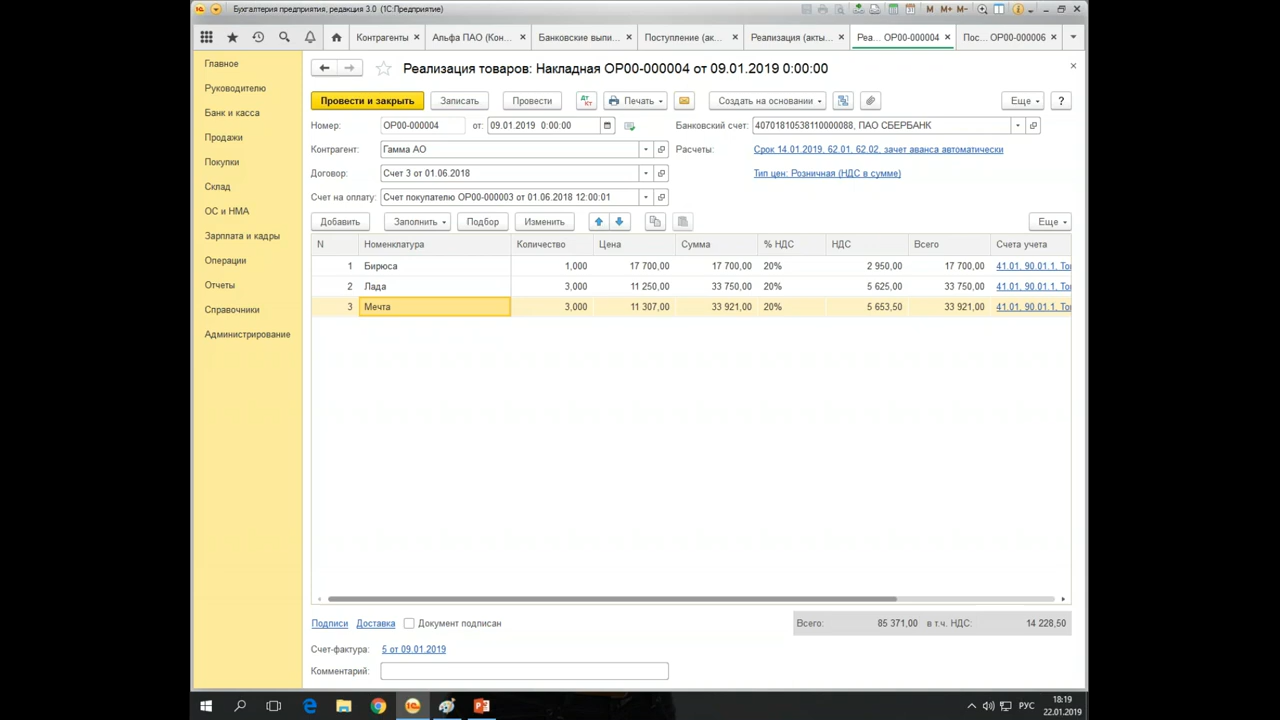 Бухгалтерия предприятия, редакция 3.0 (1С:Предприятие)
M M+ M-
Контрагенты
Альфа ПАО (Кон...
Банковские выпи...
Поступление (ак...
Реализация (акты...
Реа... ОР00-000004
Пос... ОР00-000006
Главное
Руководителю
Банк и касса
Продажи
Покупки
Склад
ОС и НМА
Зарплата и кадры
Операции
Отчеты
Справочники
Администрирование
Реализация товаров: Накладная ОР00-000004 от 09.01.2019 0:00:00
Провести и закрыть Записать Провести Дт Кт Печать Создать на основании Еще ?
Номер: ОР00-000004 от: 09.01.2019 0:00:00 Банковский счет: 40701810538110000088, ПАО СБЕРБАНК
Контрагент: Гамма АО Расчеты: Срок 14.01.2019, 62.01, 62.02, зачет аванса автоматически
Договор: Счет 3 от 01.06.2018 Тип цен: Розничная (НДС в сумме)
Счет на оплату: Счет покупателю ОР00-000003 от 01.06.2018 12:00:01
Добавить Заполнить Подбор Изменить Еще
N Номенклатура Количество Цена Сумма % НДС НДС Всего Счета учета
1 Бирюса 1,000 17 700,00 17 700,00 20% 2 950,00 17 700,00 41.01, 90.01.1, То
2 Лада 3,000 11 250,00 33 750,00 20% 5 625,00 33 750,00 41.01, 90.01.1, То
3 Мечта 3,000 11 307,00 33 921,00 20% 5 653,50 33 921,00 41.01, 90.01.1, То
Подписи Доставка Документ подписан Всего: 85 371,00 в т.ч. НДС: 14 228,50
Счет-фактура: 5 от 09.01.2019
Комментарий:
РУС
18:19
22.01.2019